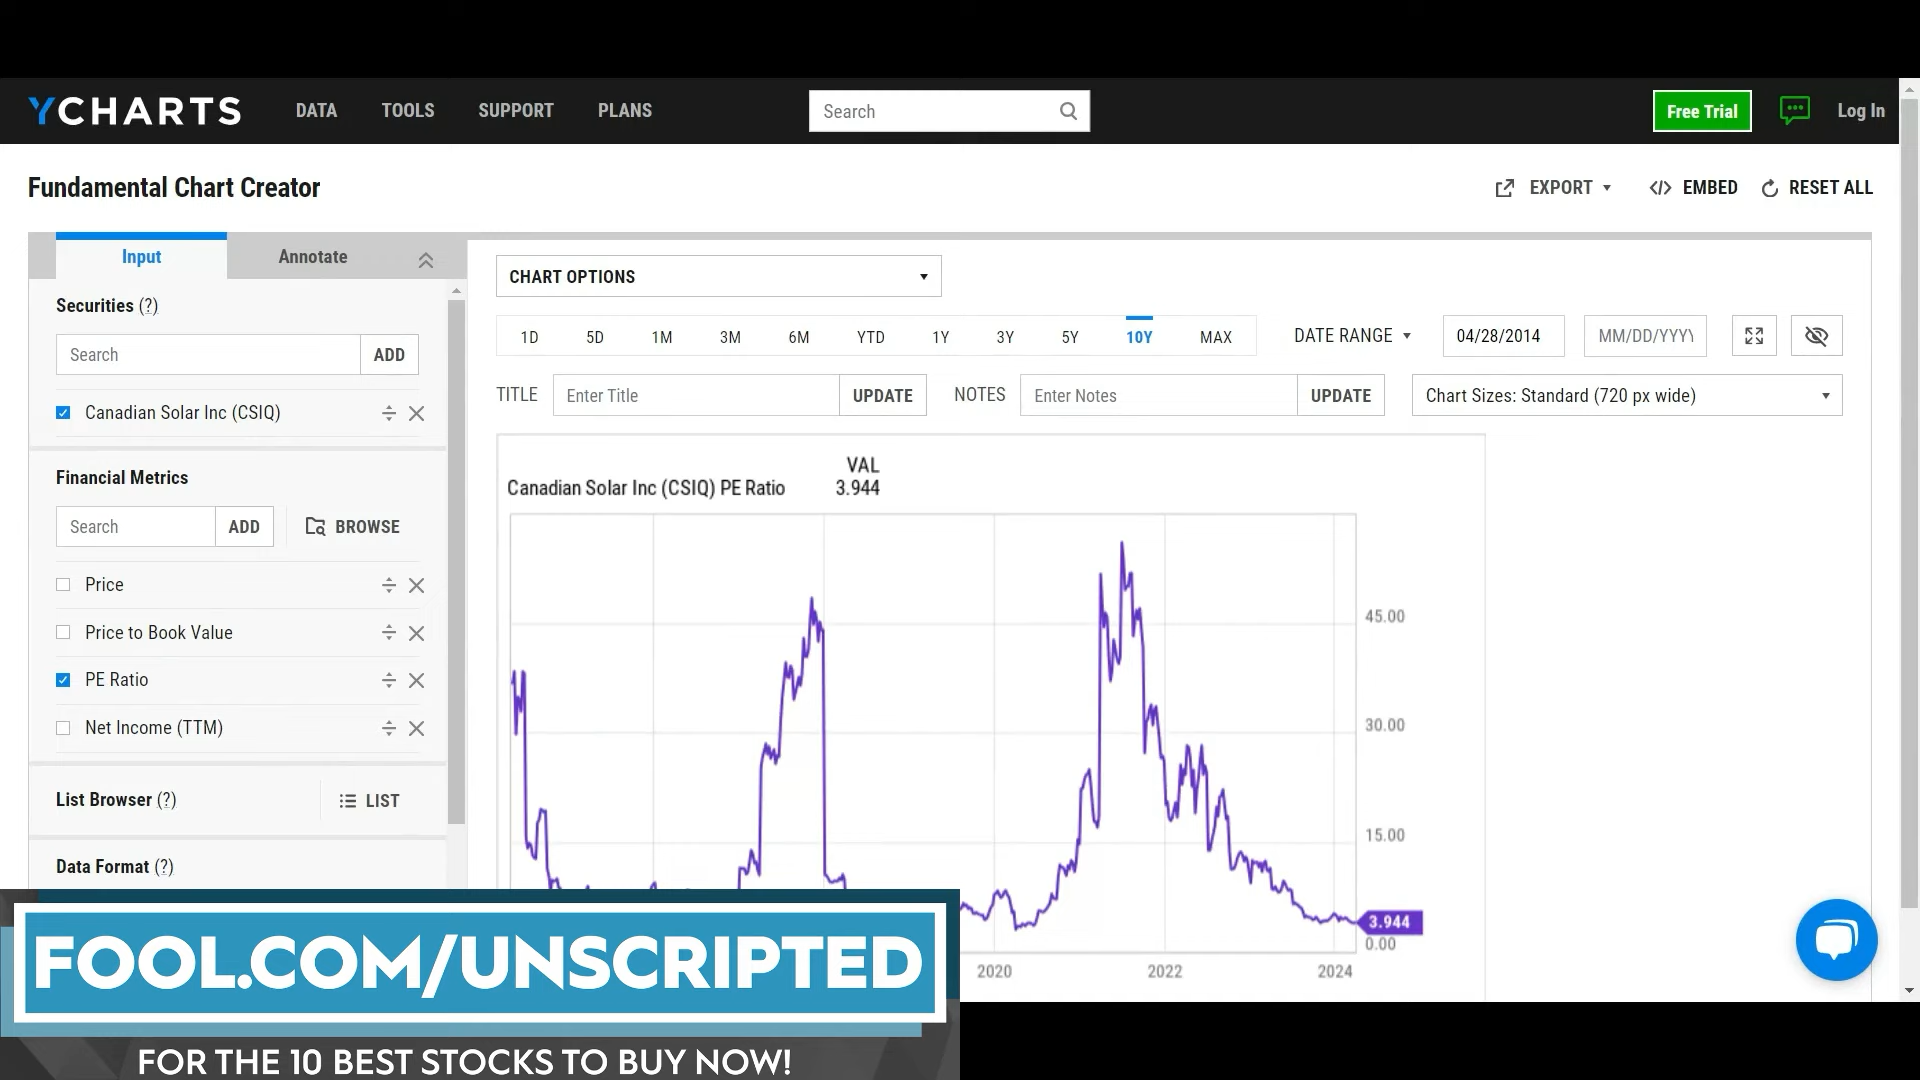 YCHARTS DATA TOOLS SUPPORT PLANS Search Free Trial Log In
Fundamental Chart Creator EXPORT EMBED RESET ALL
Input Annotate
Securities (?)
Search ADD
Canadian Solar Inc (CSIQ)
Financial Metrics
Search ADD BROWSE
Price
Price to Book Value
PE Ratio
Net Income (TTM)
List Browser (?) LIST
Data Format (?)
CHART OPTIONS
1D 5D 1M 3M 6M YTD 1Y 3Y 5Y 10Y MAX DATE RANGE 04/28/2014 MM/DD/YYYY
TITLE Enter Title UPDATE NOTES Enter Notes UPDATE Chart Sizes: Standard (720 px wide)
VAL
Canadian Solar Inc (CSIQ) PE Ratio 3.944
45.00
30.00
15.00
3.944
0.00
2020 2022 2024
FOOL.COM/UNSCRIPTED
FOR THE 10 BEST STOCKS TO BUY NOW!